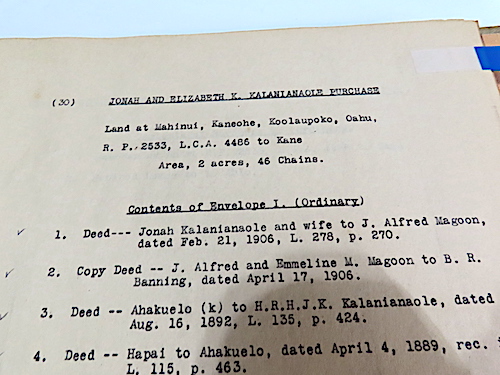 (30) JONAH AND ELIZABETH K. KALANIANAOLE PURCHASE
Land at Mahinui, Kaneohe, Koolaupoko, Oahu,
R. P. 2533, L.C.A. 4486 to Kane
Area, 2 acres, 46 Chains.
Contents of Envelope I. (Ordinary)
1. Deed--- Jonah Kalanianaole and wife to J. Alfred Magoon,
dated Feb. 21, 1906, L. 278, p. 270.
2. Copy Deed -- J. Alfred and Emmeline M. Magoon to B. R.
Banning, dated April 17, 1906.
3. Deed -- Ahakuelo (k) to H.R.H.J.K. Kalanianaole, dated
Aug. 16, 1892, L. 135, p. 424.
4. Deed -- Hapai to Ahakuelo, dated April 4, 1889, rec.
L. 115, p. 463.